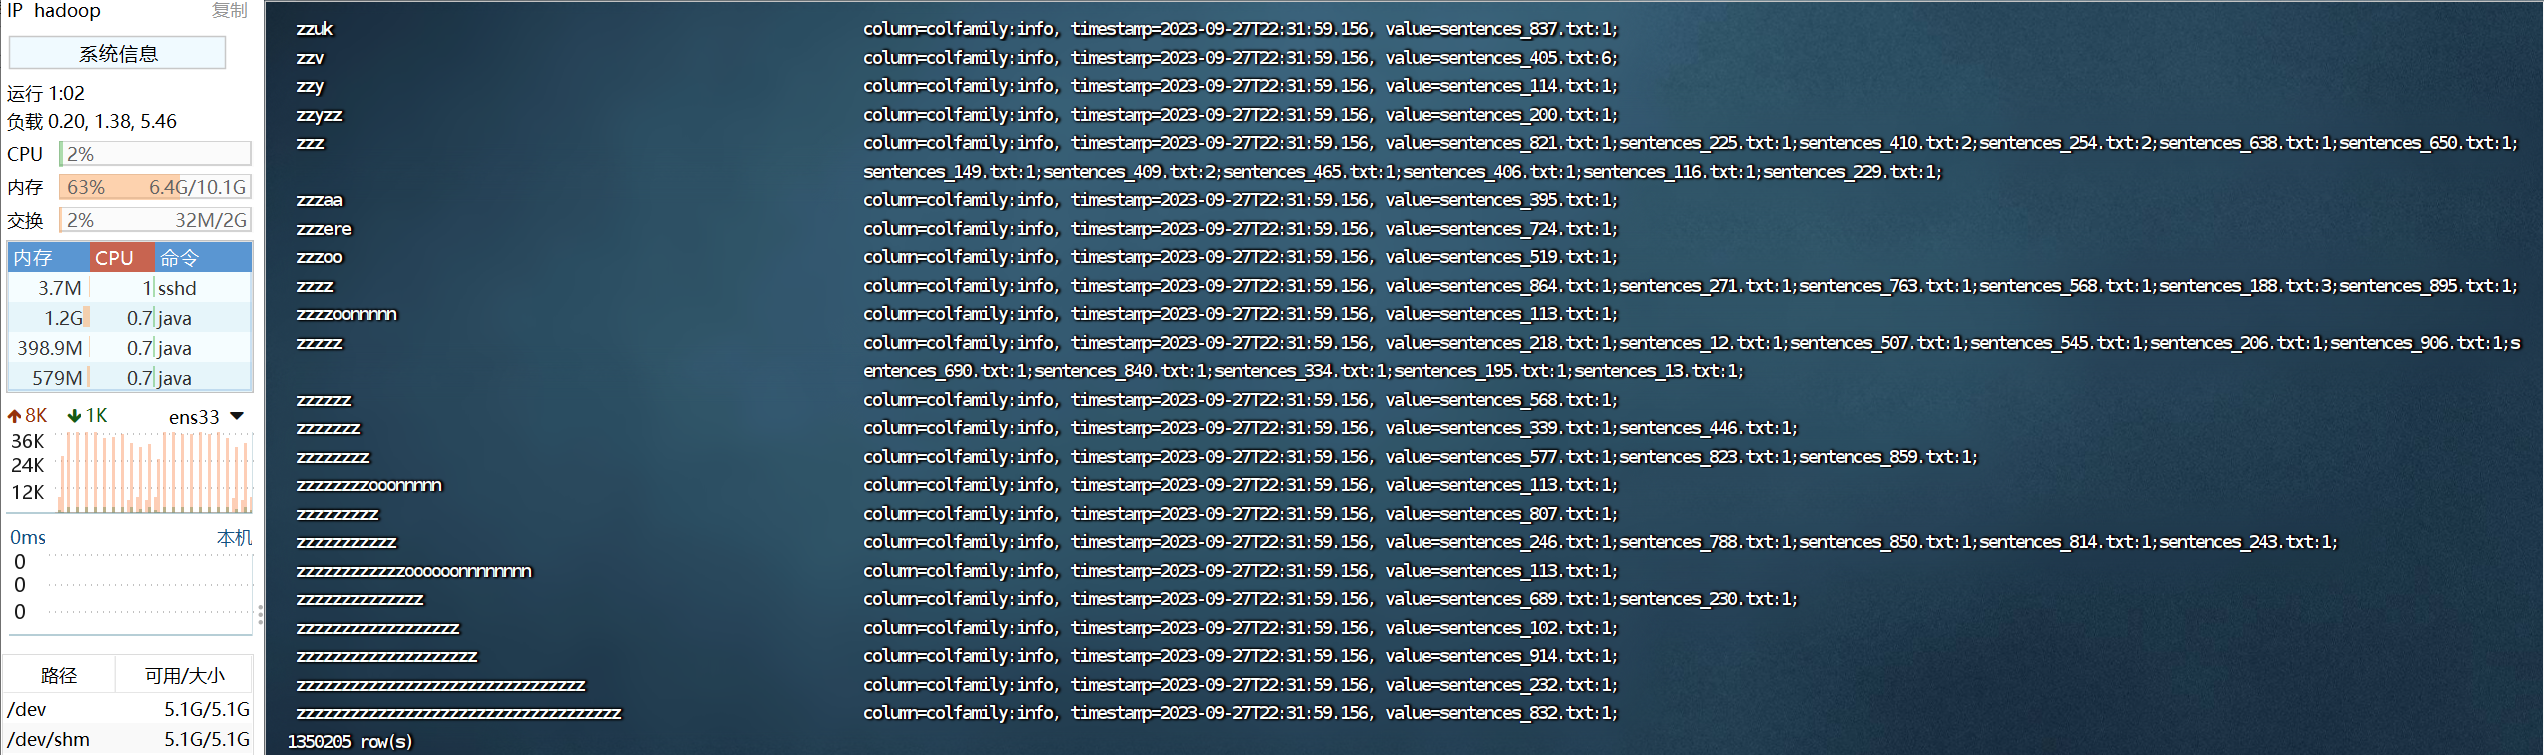 IP hadoop 复制
系统信息
运行 1:02
负载 0.20, 1.38, 5.46
CPU 2%
内存 63% 6.4G/10.1G
交换 2% 32M/2G
内存 CPU 命令
3.7M 1 sshd
1.2G 0.7 java
398.9M 0.7 java
579M 0.7 java
8K 1K ens33
36K
24K
12K
0ms 本机
0
0
0
路径 可用/大小
/dev 5.1G/5.1G
/dev/shm 5.1G/5.1G
zzuk column=colfamily:info, timestamp=2023-09-27T22:31:59.156, value=sentences_837.txt:1;
zzv column=colfamily:info, timestamp=2023-09-27T22:31:59.156, value=sentences_405.txt:6;
zzy column=colfamily:info, timestamp=2023-09-27T22:31:59.156, value=sentences_114.txt:1;
zzyzz column=colfamily:info, timestamp=2023-09-27T22:31:59.156, value=sentences_200.txt:1;
zzz column=colfamily:info, timestamp=2023-09-27T22:31:59.156, value=sentences_821.txt:1;sentences_225.txt:1;sentences_410.txt:2;sentences_254.txt:2;sentences_638.txt:1;sentences_650.txt:1;
sentences_149.txt:1;sentences_409.txt:2;sentences_465.txt:1;sentences_406.txt:1;sentences_116.txt:1;sentences_229.txt:1;
zzzaa column=colfamily:info, timestamp=2023-09-27T22:31:59.156, value=sentences_395.txt:1;
zzzere column=colfamily:info, timestamp=2023-09-27T22:31:59.156, value=sentences_724.txt:1;
zzzoo column=colfamily:info, timestamp=2023-09-27T22:31:59.156, value=sentences_519.txt:1;
zzzz column=colfamily:info, timestamp=2023-09-27T22:31:59.156, value=sentences_864.txt:1;sentences_271.txt:1;sentences_763.txt:1;sentences_568.txt:1;sentences_188.txt:3;sentences_895.txt:1;
zzzzoonnnnn column=colfamily:info, timestamp=2023-09-27T22:31:59.156, value=sentences_113.txt:1;
zzzzz column=colfamily:info, timestamp=2023-09-27T22:31:59.156, value=sentences_218.txt:1;sentences_12.txt:1;sentences_507.txt:1;sentences_545.txt:1;sentences_206.txt:1;sentences_906.txt:1;s
entences_690.txt:1;sentences_840.txt:1;sentences_334.txt:1;sentences_195.txt:1;sentences_13.txt:1;
zzzzzz column=colfamily:info, timestamp=2023-09-27T22:31:59.156, value=sentences_568.txt:1;
zzzzzzz column=colfamily:info, timestamp=2023-09-27T22:31:59.156, value=sentences_339.txt:1;sentences_446.txt:1;
zzzzzzzz column=colfamily:info, timestamp=2023-09-27T22:31:59.156, value=sentences_577.txt:1;sentences_823.txt:1;sentences_859.txt:1;
zzzzzzzzooonnnnn column=colfamily:info, timestamp=2023-09-27T22:31:59.156, value=sentences_113.txt:1;
zzzzzzzzz column=colfamily:info, timestamp=2023-09-27T22:31:59.156, value=sentences_807.txt:1;
zzzzzzzzzzz column=colfamily:info, timestamp=2023-09-27T22:31:59.156, value=sentences_246.txt:1;sentences_788.txt:1;sentences_850.txt:1;sentences_814.txt:1;sentences_243.txt:1;
zzzzzzzzzzzzoooooonnnnnnnn column=colfamily:info, timestamp=2023-09-27T22:31:59.156, value=sentences_113.txt:1;
zzzzzzzzzzzzzz column=colfamily:info, timestamp=2023-09-27T22:31:59.156, value=sentences_689.txt:1;sentences_230.txt:1;
zzzzzzzzzzzzzzzzzz column=colfamily:info, timestamp=2023-09-27T22:31:59.156, value=sentences_102.txt:1;
zzzzzzzzzzzzzzzzzzzz column=colfamily:info, timestamp=2023-09-27T22:31:59.156, value=sentences_914.txt:1;
zzzzzzzzzzzzzzzzzzzzzzzzzzzzzzzz column=colfamily:info, timestamp=2023-09-27T22:31:59.156, value=sentences_232.txt:1;
zzzzzzzzzzzzzzzzzzzzzzzzzzzzzzzzzzzz column=colfamily:info, timestamp=2023-09-27T22:31:59.156, value=sentences_832.txt:1;
1350205 row(s)